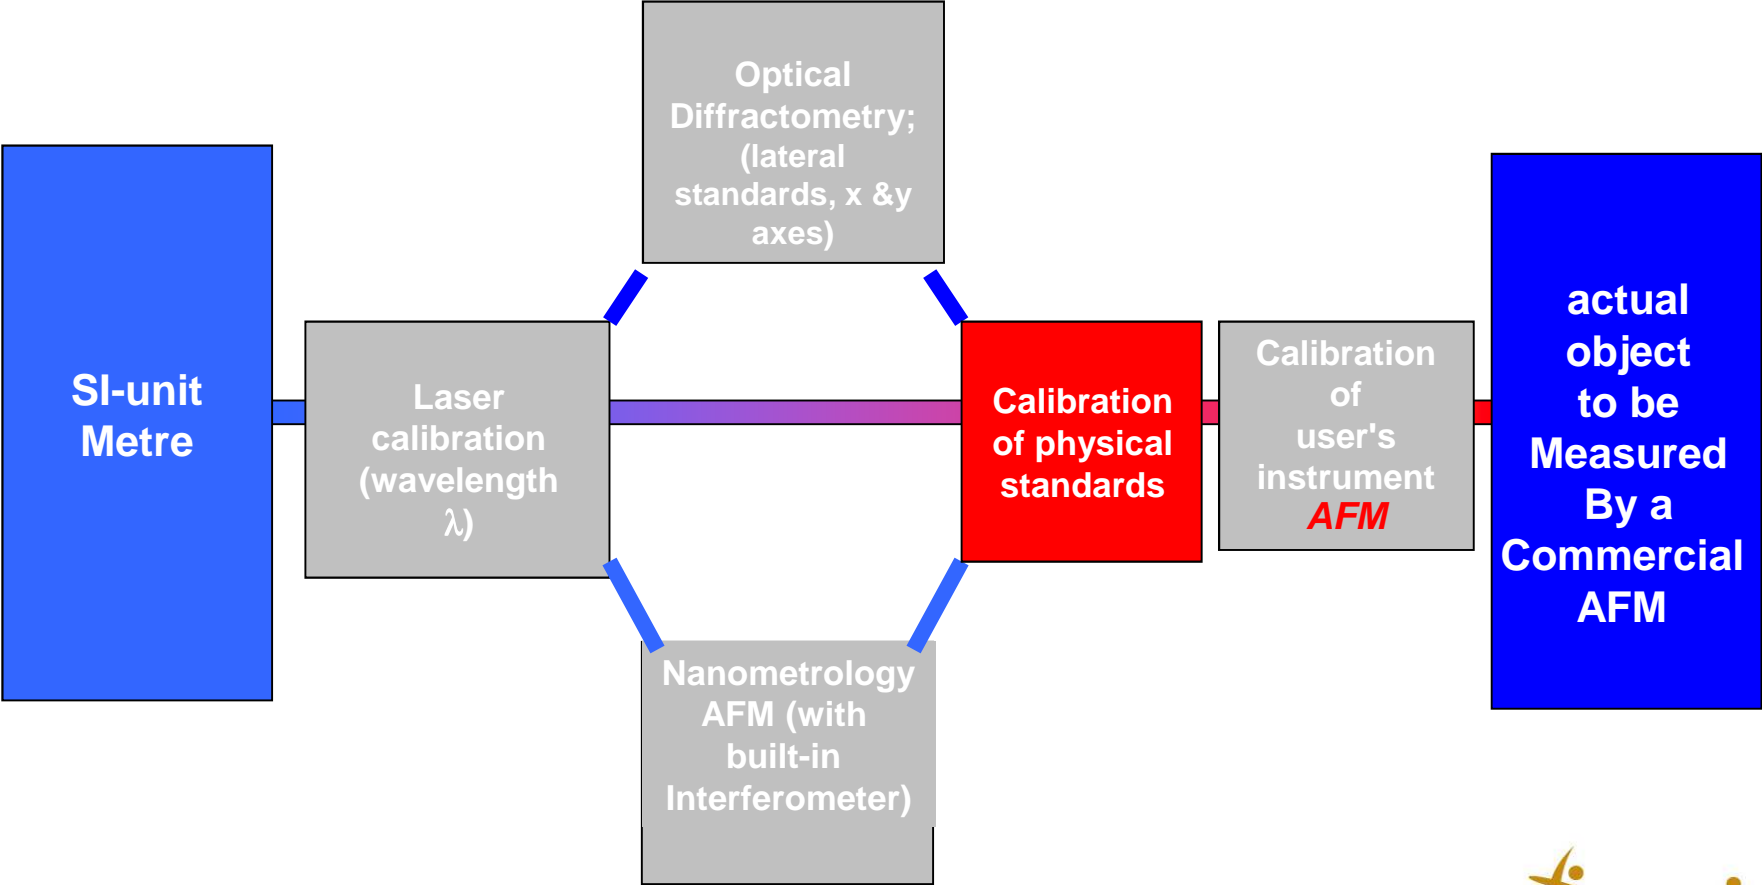 SI-unit
Metre
Laser
calibration
(wavelength
λ)
Optical
Diffractometry;
(lateral
standards, x &y
axes)
Nanometrology
AFM (with
built-in
Interferometer)
Calibration
of physical
standards
Calibration
of
user's
instrument
AFM
actual
object
to be
Measured
By a
Commercial
AFM